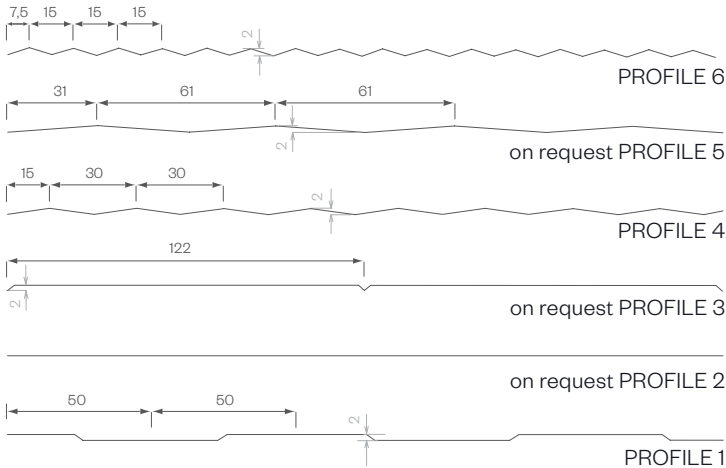 7,5 15 15 15
2
PROFILE 6
31 61 61
2
on request PROFILE 5
15 30 30
2
PROFILE 4
122
2
on request PROFILE 3
on request PROFILE 2
50 50
2
PROFILE 1